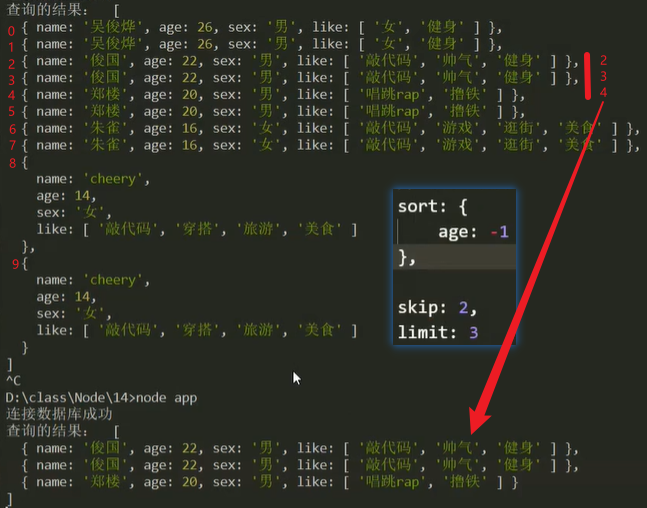 查询的结果： [
0 { name: '吴俊烨', age: 26, sex: '男', like: [ '女', '健身' ] },
1 { name: '吴俊烨', age: 26, sex: '男', like: [ '女', '健身' ] },
2 { name: '俊国', age: 22, sex: '男', like: [ '敲代码', '帅气', '健身' ] }, 2
3 { name: '俊国', age: 22, sex: '男', like: [ '敲代码', '帅气', '健身' ] }, 3
4 { name: '郑楼', age: 20, sex: '男', like: [ '唱跳rap', '撸铁' ] }, 4
5 { name: '郑楼', age: 20, sex: '男', like: [ '唱跳rap', '撸铁' ] },
6 { name: '朱雀', age: 16, sex: '女', like: [ '敲代码', '游戏', '逛街', '美食' ] },
7 { name: '朱雀', age: 16, sex: '女', like: [ '敲代码', '游戏', '逛街', '美食' ] },
8 {
name: 'cheery',
age: 14,
sex: '女',
like: [ '敲代码', '穿搭', '旅游', '美食' ]
},
9 {
name: 'cheery',
age: 14,
sex: '女',
like: [ '敲代码', '穿搭', '旅游', '美食' ]
}
]
^C
D:\class\Node\14>node app
连接数据库成功
查询的结果： [
{ name: '俊国', age: 22, sex: '男', like: [ '敲代码', '帅气', '健身' ] },
{ name: '俊国', age: 22, sex: '男', like: [ '敲代码', '帅气', '健身' ] },
{ name: '郑楼', age: 20, sex: '男', like: [ '唱跳rap', '撸铁' ] }
]
sort: {
age: -1
},
skip: 2,
limit: 3